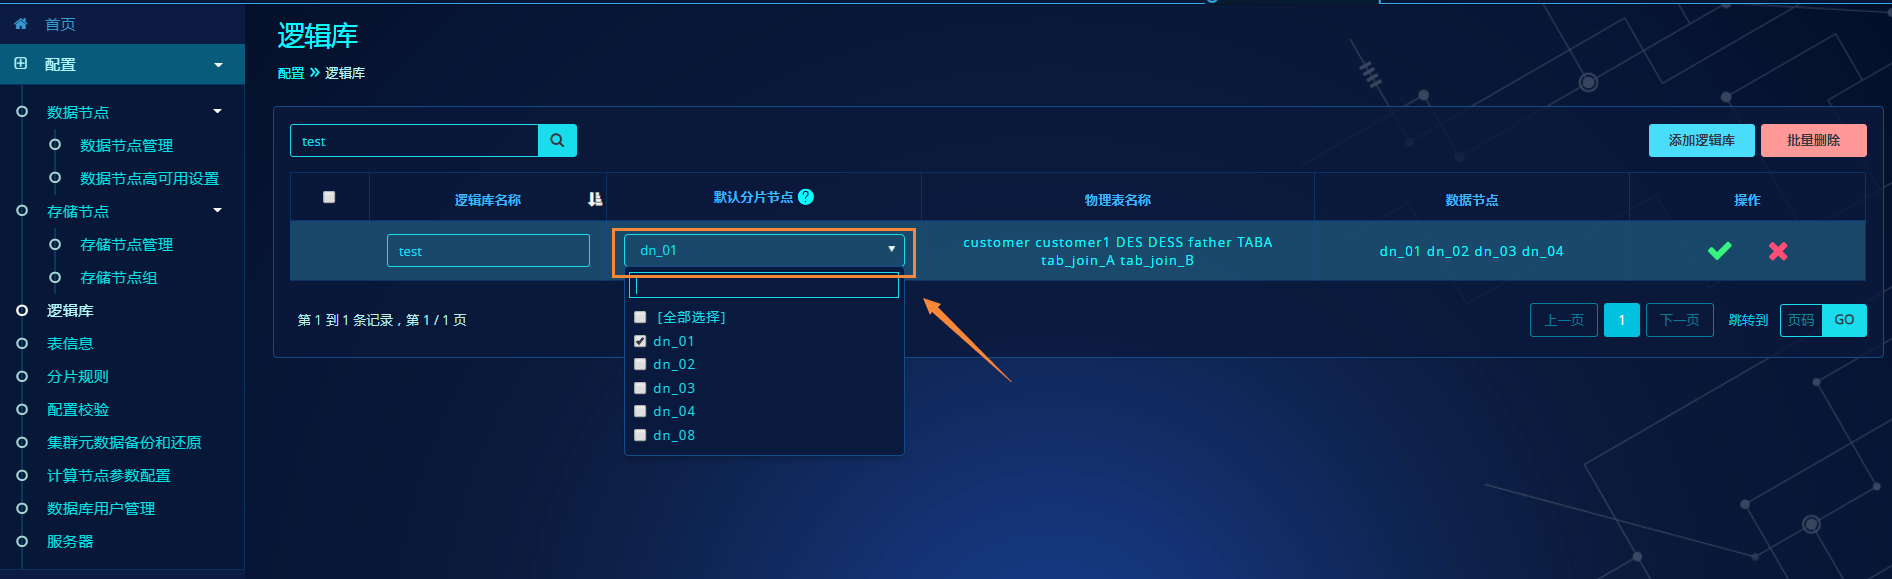 首页
配置
数据节点
数据节点管理
数据节点高可用设置
存储节点
存储节点管理
存储节点组
逻辑库
表信息
分片规则
配置校验
集群元数据备份和还原
计算节点参数配置
数据库用户管理
服务器
逻辑库
配置 » 逻辑库
test
添加逻辑库 批量删除
逻辑库名称 默认分片节点 ? 物理表名称 数据节点 操作
test dn_01 customer customer1 DES DESS father TABA tab_join_A tab_join_B dn_01 dn_02 dn_03 dn_04
[全部选择]
dn_01
dn_02
dn_03
dn_04
dn_08
第 1 到 1 条记录，第 1 / 1 页
上一页 1 下一页 跳转到 页码 GO